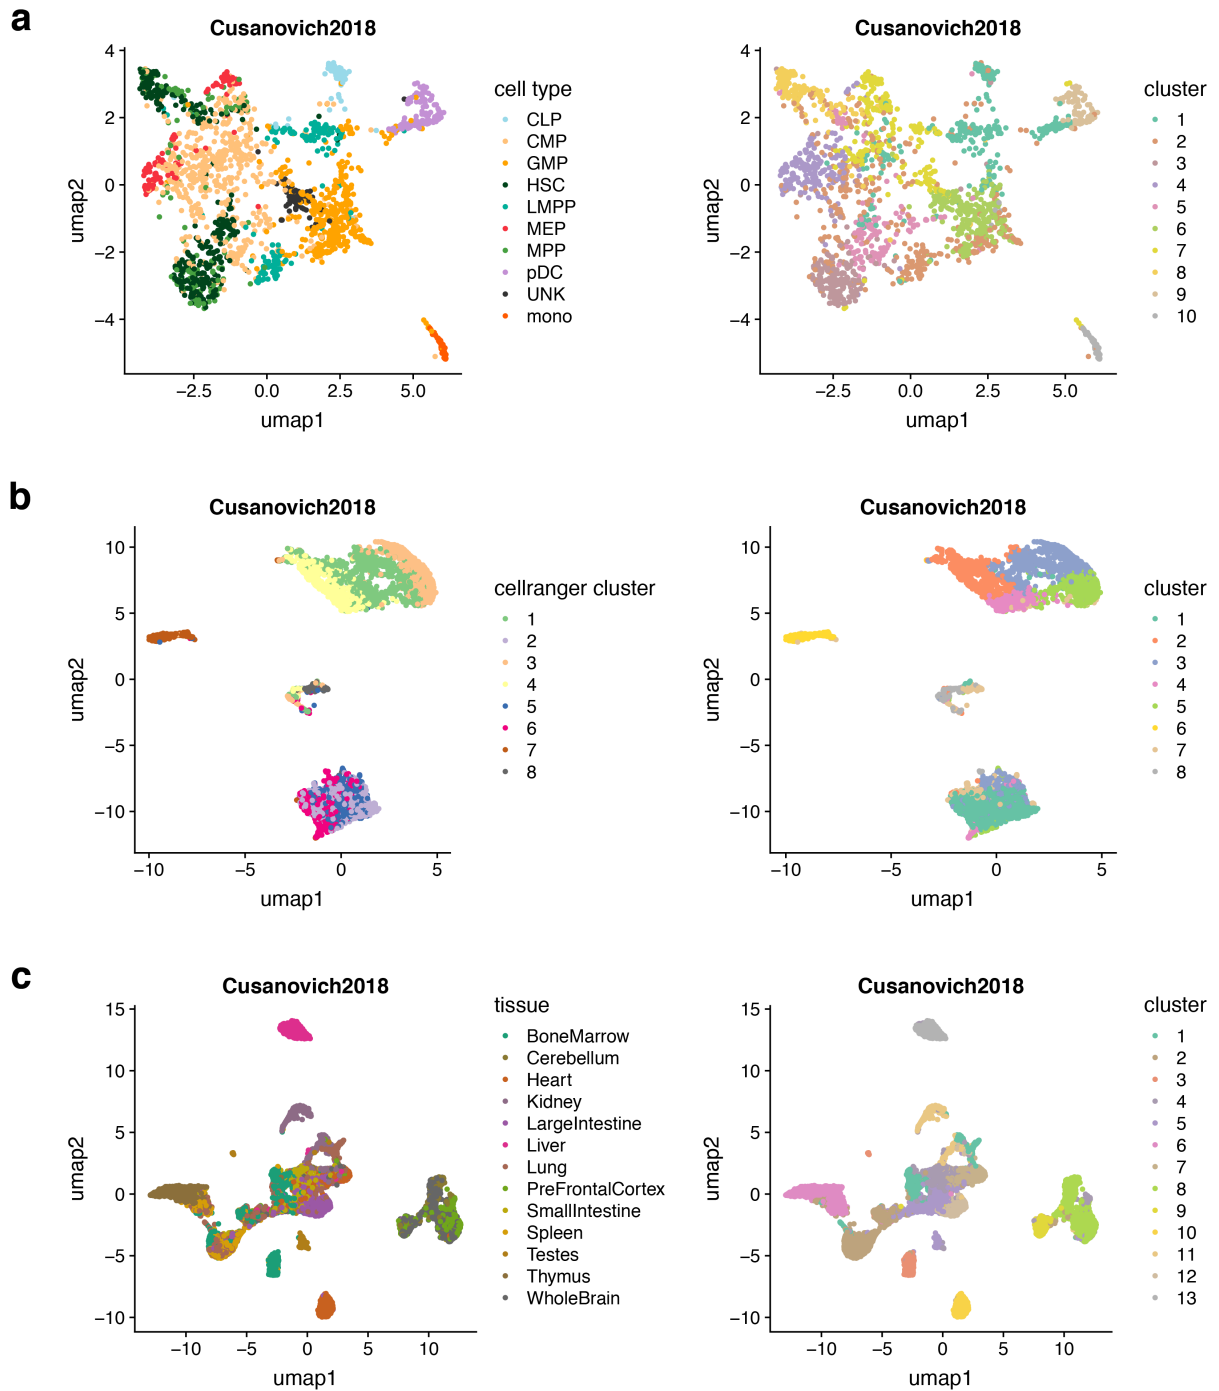 a
Cusanovich2018
4
2
0
−2
−4
umap2
−2.5
0.0
2.5
5.0
umap1
cell type
CLP
CMP
GMP
HSC
LMPP
MEP
MPP
pDC
UNK
mono
Cusanovich2018
4
2
0
−2
−4
umap2
−2.5
0.0
2.5
5.0
umap1
cluster
1
2
3
4
5
6
7
8
9
10
b
Cusanovich2018
10
5
0
−5
−10
umap2
−10
−5
0
5
umap1
cellranger cluster
1
2
3
4
5
6
7
8
Cusanovich2018
10
5
0
−5
−10
umap2
−10
−5
0
5
umap1
cluster
1
2
3
4
5
6
7
8
c
Cusanovich2018
15
10
5
0
−5
−10
umap2
−10
−5
0
5
10
umap1
tissue
BoneMarrow
Cerebellum
Heart
Kidney
LargeIntestine
Liver
Lung
PreFrontalCortex
SmallIntestine
Spleen
Testes
Thymus
WholeBrain
Cusanovich2018
15
10
5
0
−5
−10
umap2
−10
−5
0
5
10
umap1
cluster
1
2
3
4
5
6
7
8
9
10
11
12
13